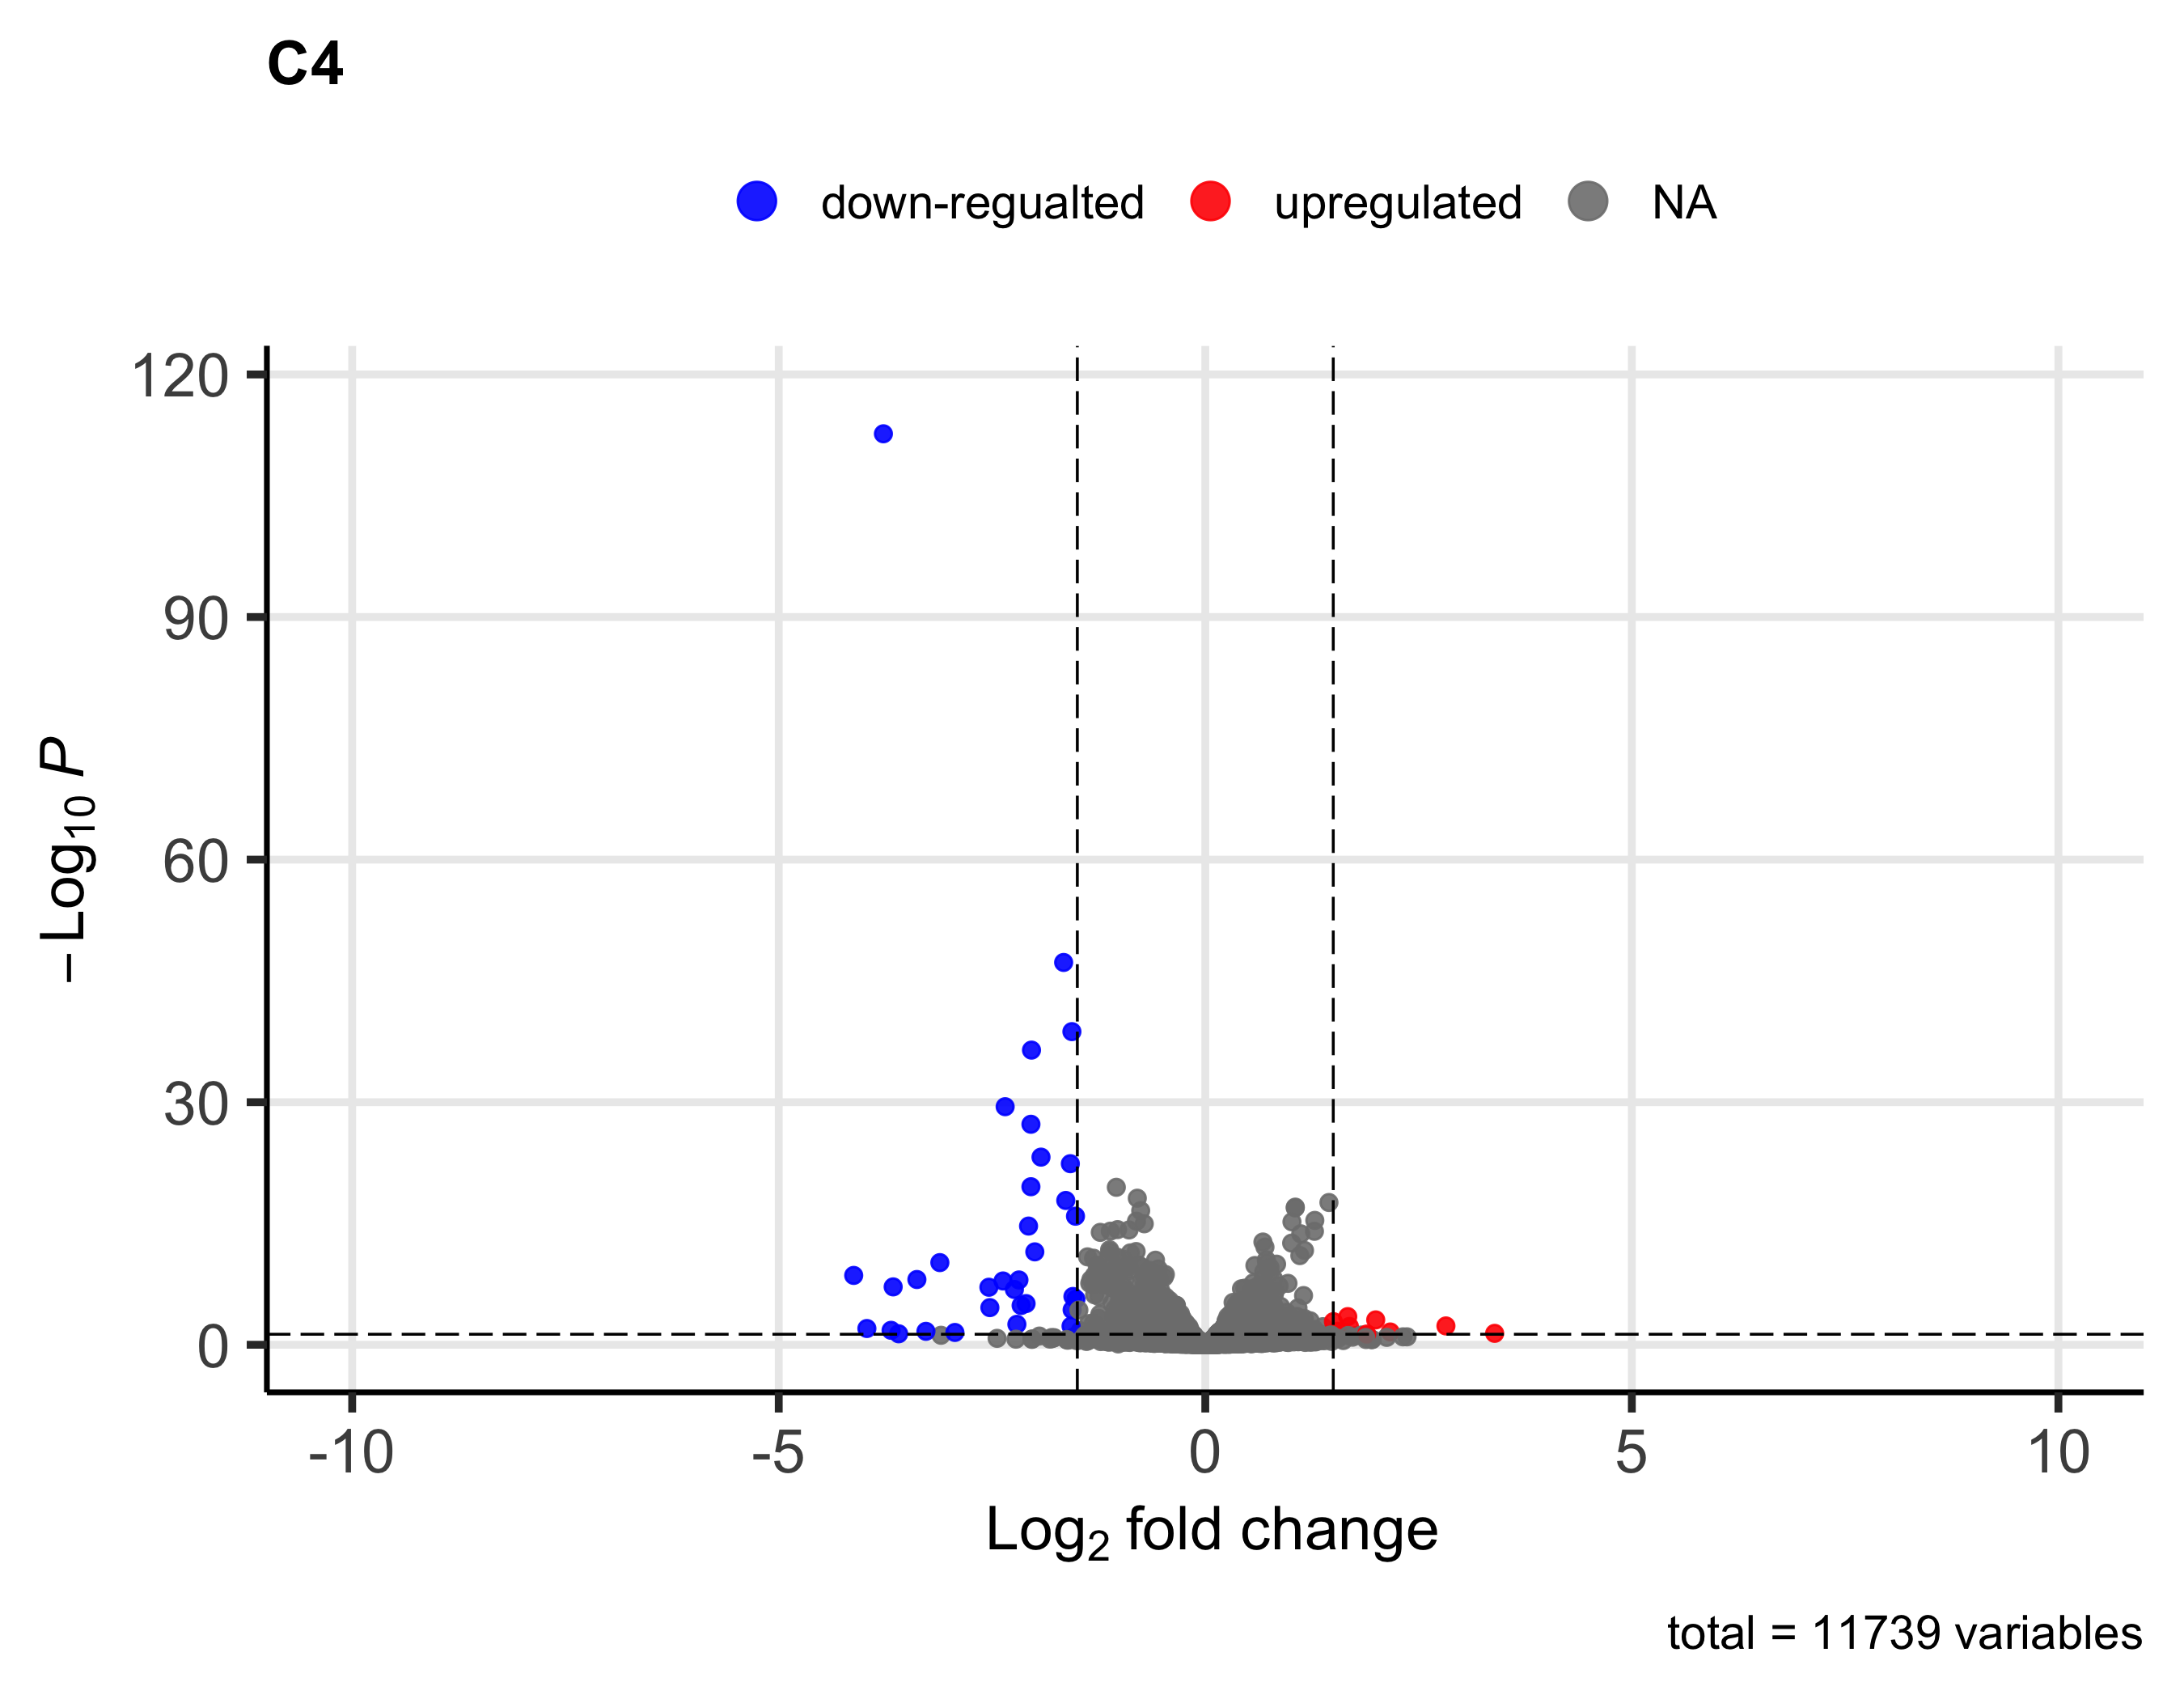 C4
down-regualted upregulated NA
120
90
60
30
0
−Log10 P
-10 -5 0 5 10
Log2 fold change
total = 11739 variables